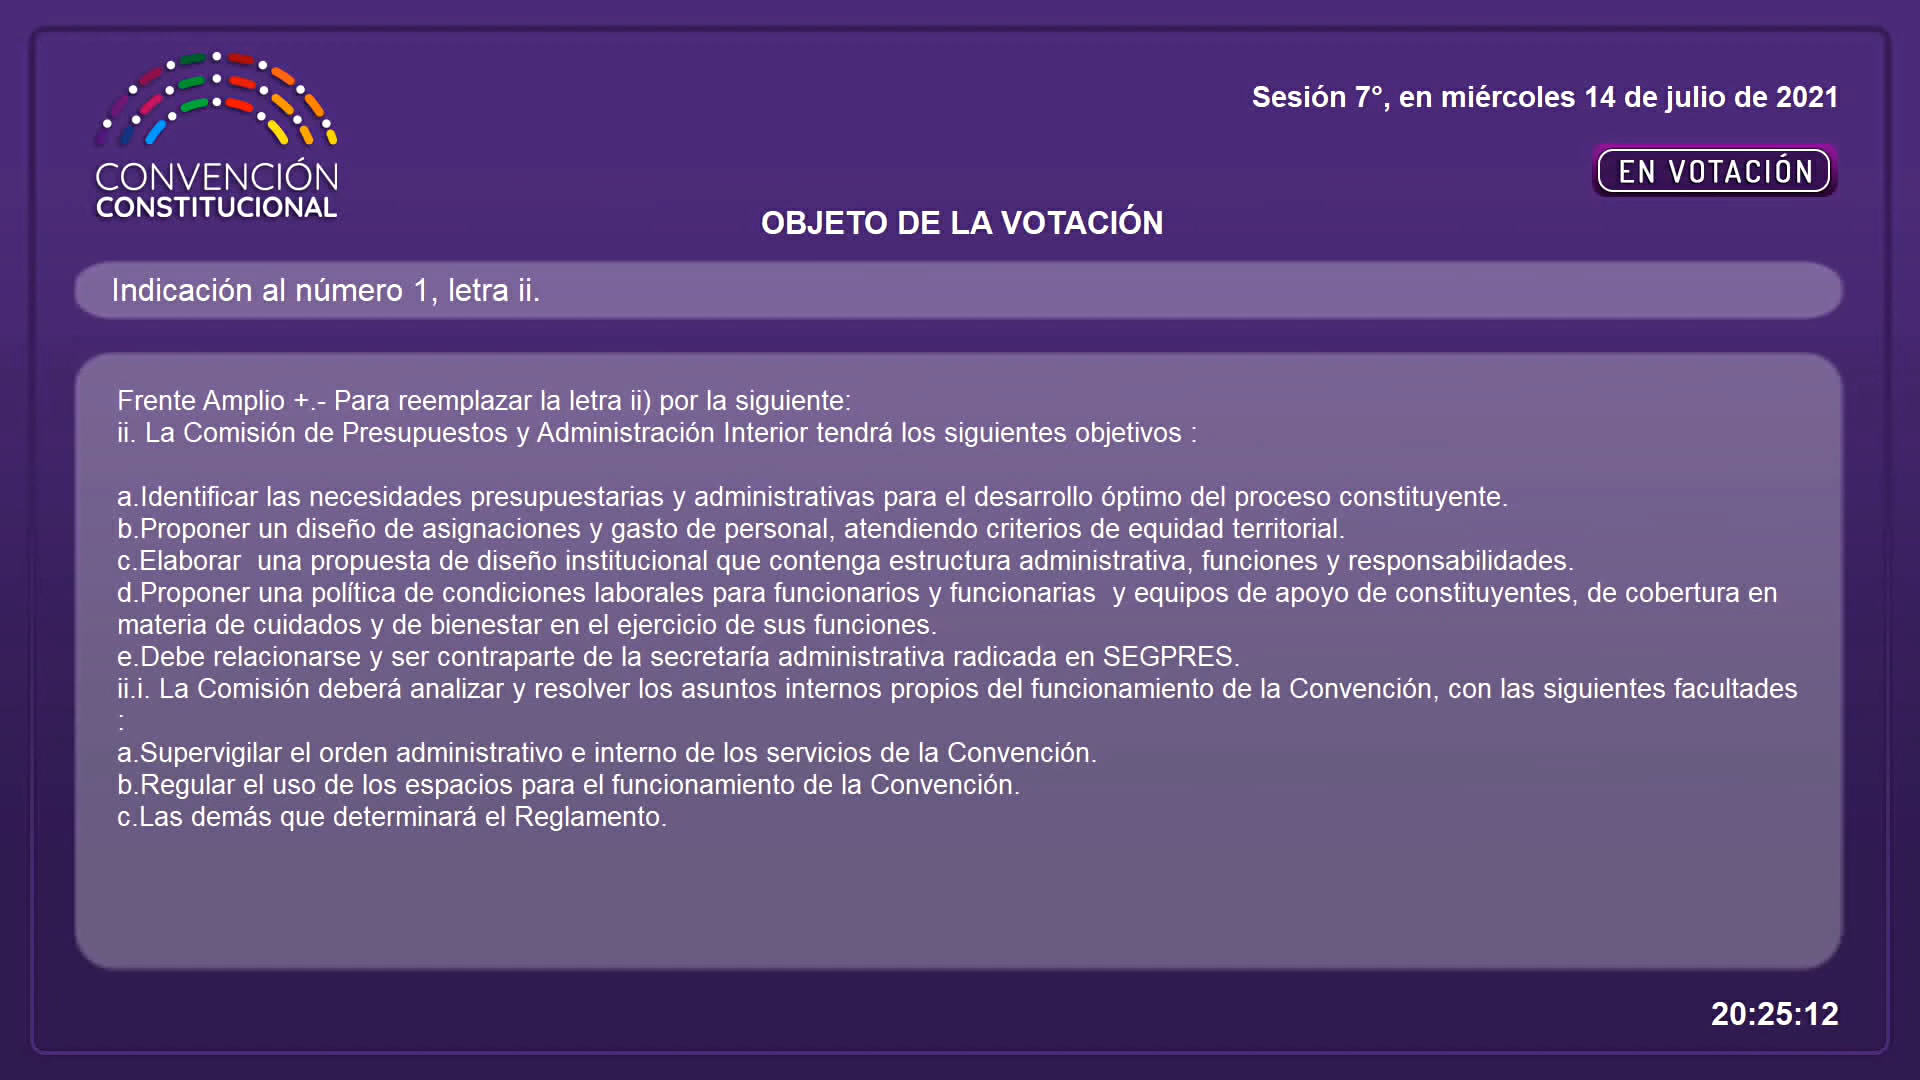 CONVENCIÓN
CONSTITUCIONAL
Sesión 7°, en miércoles 14 de julio de 2021
EN VOTACIÓN
OBJETO DE LA VOTACIÓN
Indicación al número 1, letra ii.
Frente Amplio +.- Para reemplazar la letra ii) por la siguiente:
ii. La Comisión de Presupuestos y Administración Interior tendrá los siguientes objetivos :
a.Identificar las necesidades presupuestarias y administrativas para el desarrollo óptimo del proceso constituyente.
b.Proponer un diseño de asignaciones y gasto de personal, atendiendo criterios de equidad territorial.
c.Elaborar  una propuesta de diseño institucional que contenga estructura administrativa, funciones y responsabilidades.
d.Proponer una política de condiciones laborales para funcionarios y funcionarias  y equipos de apoyo de constituyentes, de cobertura en
materia de cuidados y de bienestar en el ejercicio de sus funciones.
e.Debe relacionarse y ser contraparte de la secretaría administrativa radicada en SEGPRES.
ii.i. La Comisión deberá analizar y resolver los asuntos internos propios del funcionamiento de la Convención, con las siguientes facultades
:
a.Supervigilar el orden administrativo e interno de los servicios de la Convención.
b.Regular el uso de los espacios para el funcionamiento de la Convención.
c.Las demás que determinará el Reglamento.
20:25:12